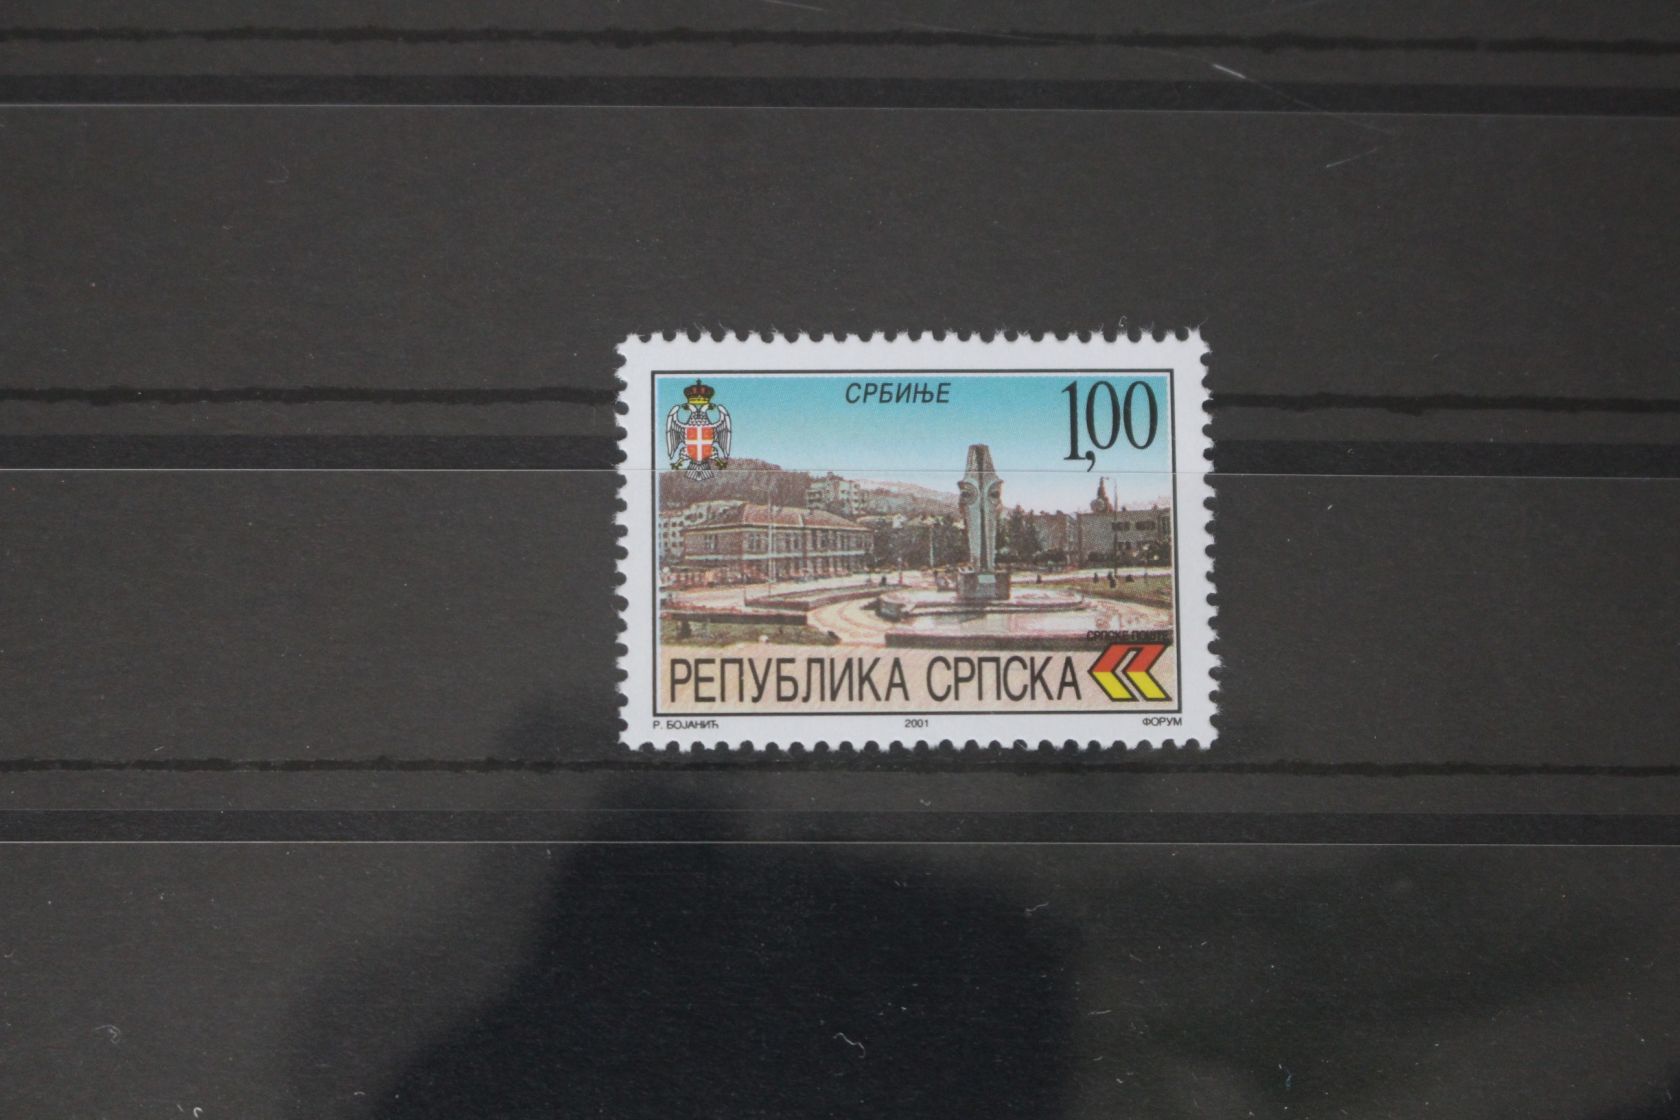 СРБИЊЕ
1,00
СРПСКЕ ПОШТЕ
РЕПУБЛИКА СРПСКА
Р. БОЈАНИЋ 2001 ФОРУМ